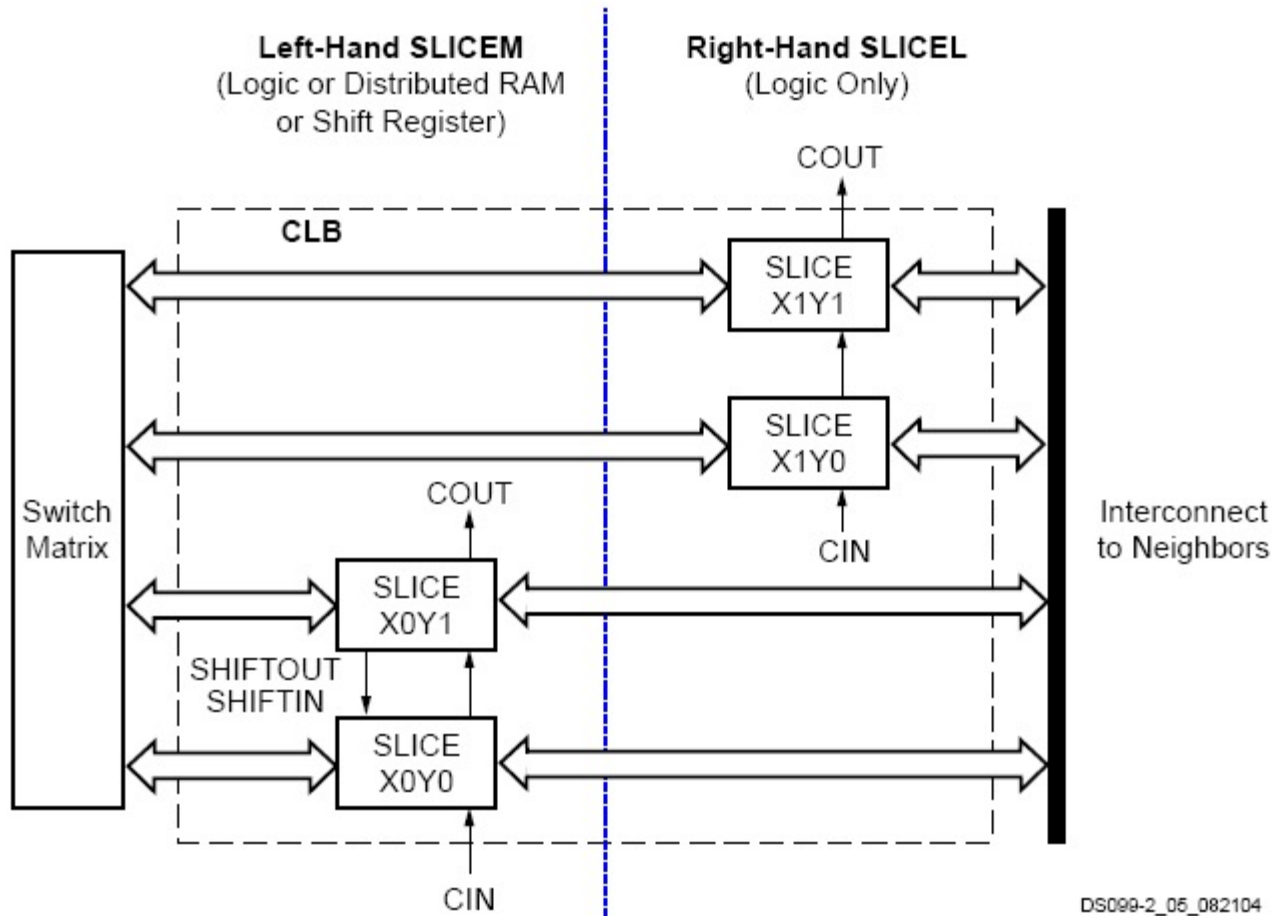 Left-Hand SLICEM
(Logic or Distributed RAM
or Shift Register)
Right-Hand SLICEL
(Logic Only)
COUT
CLB
SLICE
X1Y1
SLICE
X1Y0
Switch
Matrix
COUT
CIN
Interconnect
to Neighbors
SLICE
X0Y1
SHIFTOUT
SHIFTIN
SLICE
X0Y0
CIN
DS099-2_05_082104